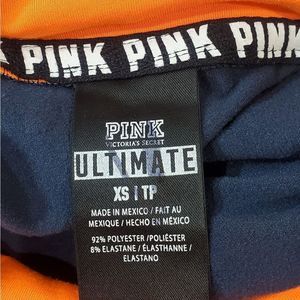 PINK PINK PINK
PINK
VICTORIA'S SECRET
ULTIMATE
XS | TP
MADE IN MEXICO / FAIT AU
MEXIQUE / HECHO EN MÉXICO
92% POLYESTER / POLIÉSTER
8% ELASTANE / ÉLASTHANNE /
ELASTANO